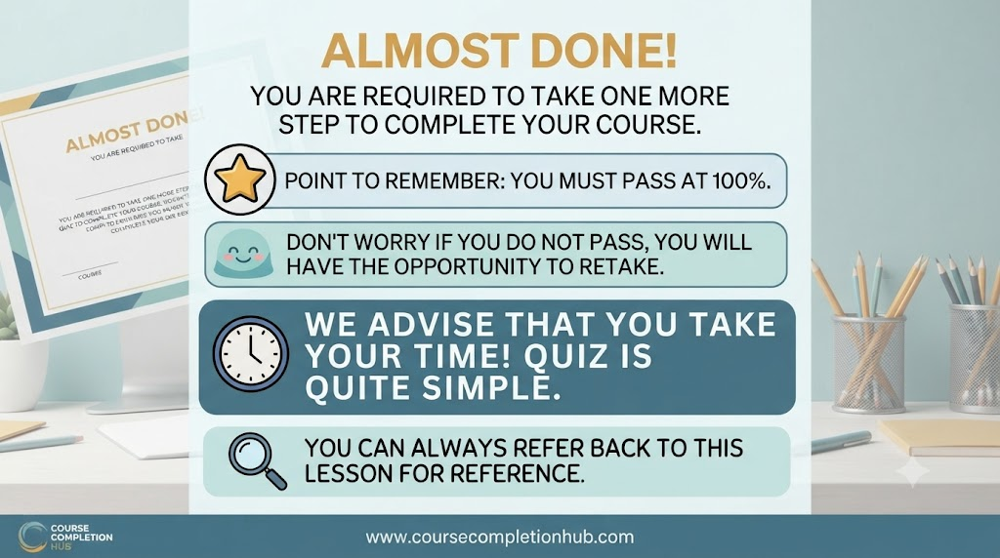 ALMOST DONE!
YOU ARE REQUIRED TO TAKE ONE MORE
STEP TO COMPLETE YOUR COURSE.
POINT TO REMEMBER: YOU MUST PASS AT 100%.
DON'T WORRY IF YOU DO NOT PASS, YOU WILL
HAVE THE OPPORTUNITY TO RETAKE.
WE ADVISE THAT YOU TAKE
YOUR TIME! QUIZ IS
QUITE SIMPLE.
YOU CAN ALWAYS REFER BACK TO THIS
LESSON FOR REFERENCE.
ALMOST DONE!
YOU ARE REQUIRED TO TAKE
COURSE
COMPLETION
HUB
www.coursecompletionhub.com